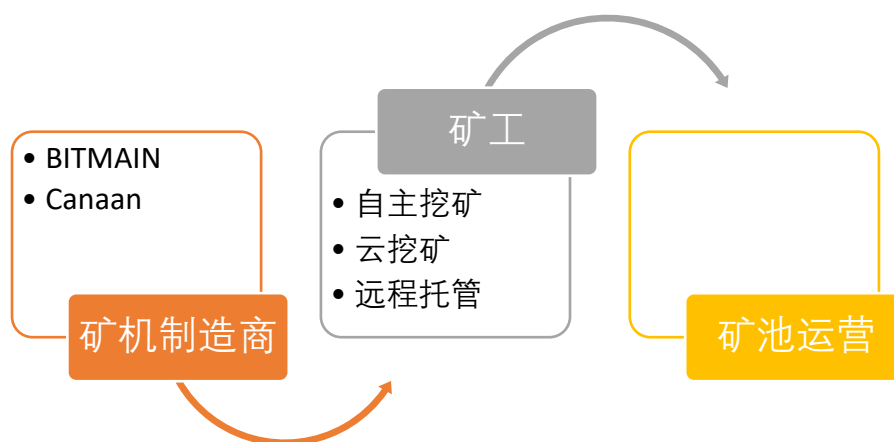 • BITMAIN
• Canaan
矿机制造商
矿工
• 自主挖矿
• 云挖矿
• 远程托管
矿池运营